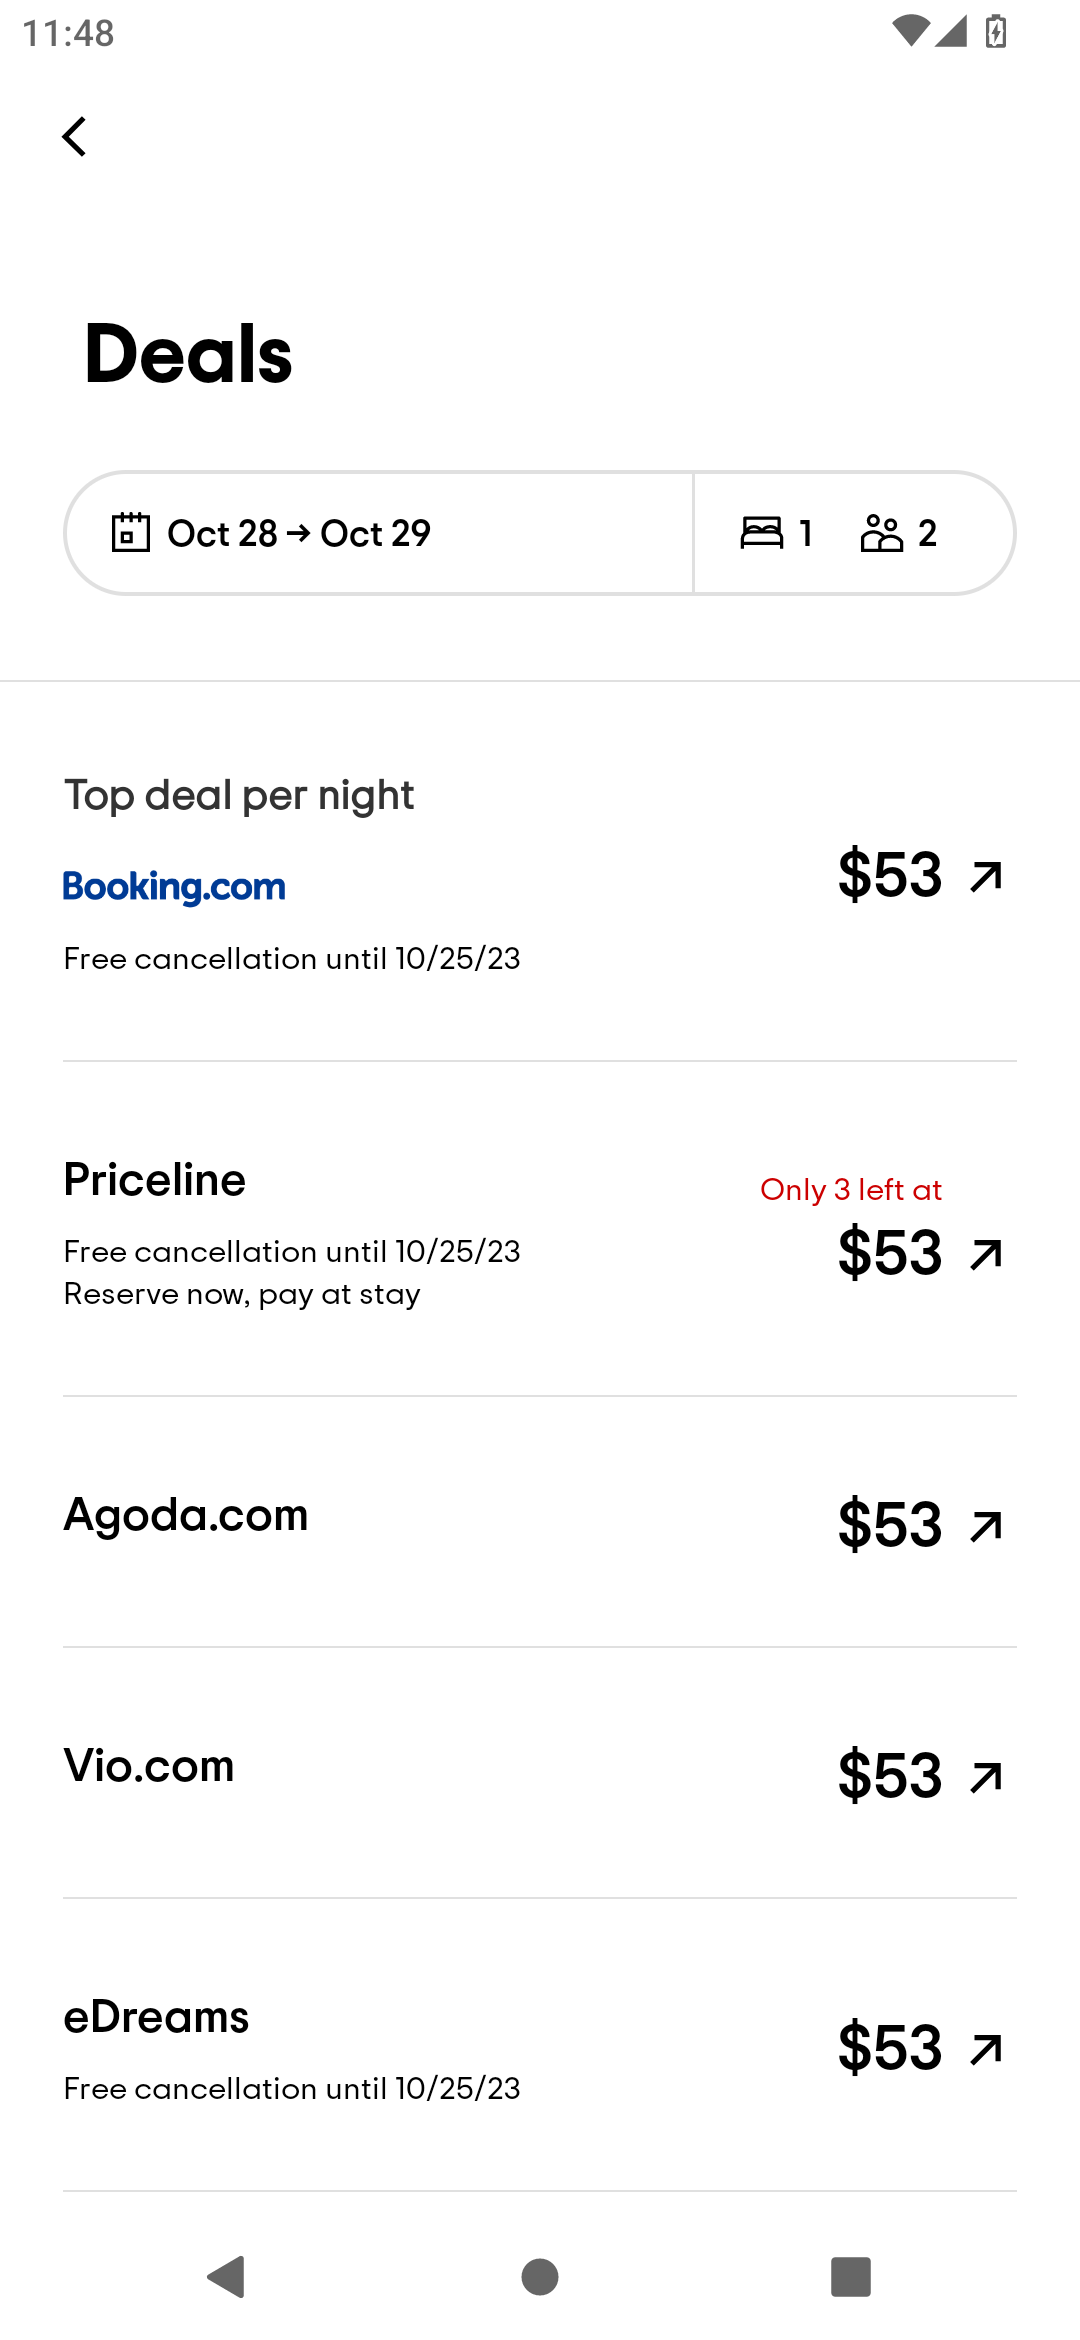 11:48
Deals
Oct 28 → Oct 29 1 2
Top deal per night
Booking.com
$53
Free cancellation until 10/25/23
Priceline
Only 3 left at
$53
Free cancellation until 10/25/23
Reserve now, pay at stay
Agoda.com
$53
Vio.com
$53
eDreams
$53
Free cancellation until 10/25/23